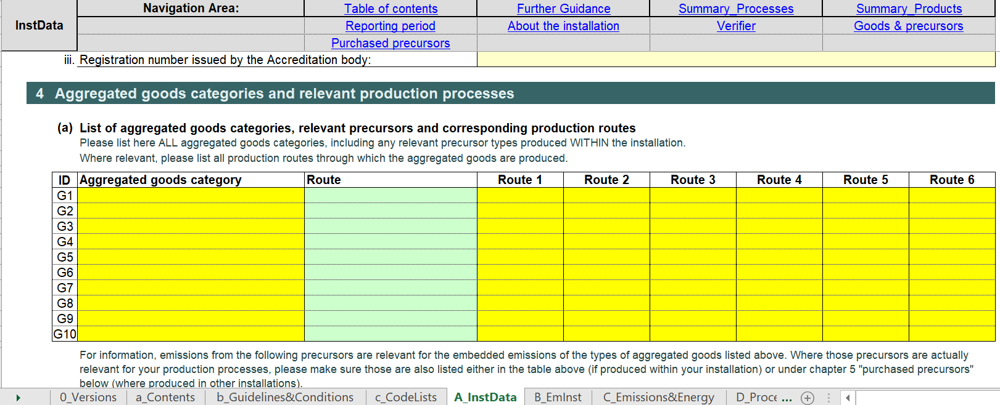 InstData
Navigation Area:
Table of contents
Further Guidance
Summary_Processes
Summary_Products
Reporting period
About the installation
Verifier
Goods & precursors
Purchased precursors
iii. Registration number issued by the Accreditation body:
4 Aggregated goods categories and relevant production processes
(a) List of aggregated goods categories, relevant precursors and corresponding production routes
Please list here ALL aggregated goods categories, including any relevant precursor types produced WITHIN the installation.
Where relevant, please list all production routes through which the aggregated goods are produced.
ID Aggregated goods category Route Route 1 Route 2 Route 3 Route 4 Route 5 Route 6
G1
G2
G3
G4
G5
G6
G7
G8
G9
G10
For information, emissions from the following precursors are relevant for the embedded emissions of the types of aggregated goods listed above. Where those precursors are actually
relevant for your production processes, please make sure those are also listed either in the table above (if produced within your installation) or under chapter 5 "purchased precursors"
below (where produced in other installations).
0_Versions a_Contents b_Guidelines&Conditions c_CodeLists A_InstData B_EmInst C_Emissions&Energy D_Proce ...